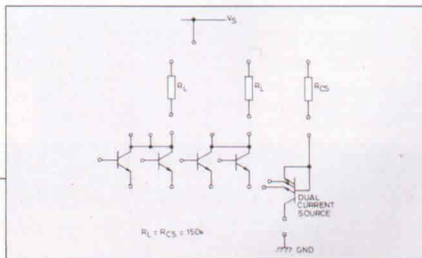 VS
RL
RL
RCS
DUAL
CURRENT
SOURCE
RL = RCS = 150k
GND